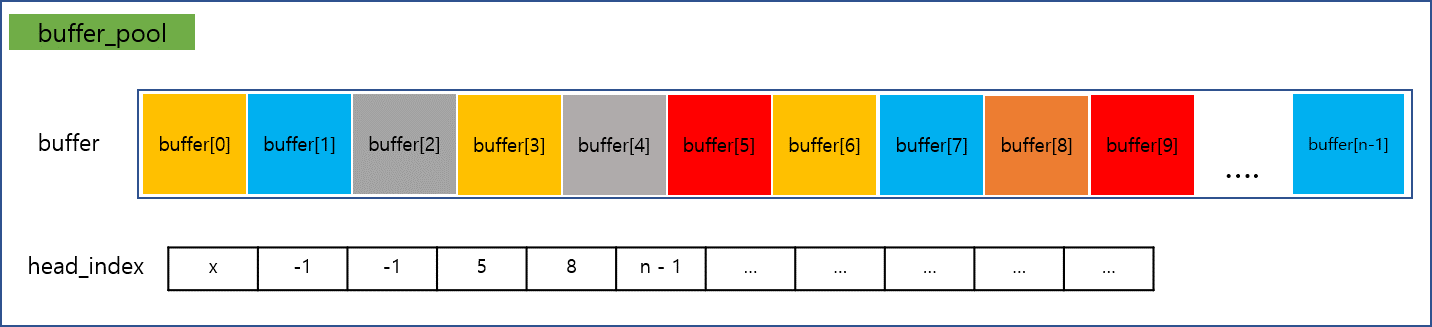 buffer_pool
buffer buffer[0] buffer[1] buffer[2] buffer[3] buffer[4] buffer[5] buffer[6] buffer[7] buffer[8] buffer[9] .... buffer[n-1]
head_index x -1 -1 5 8 n - 1 ... ... ... ... ...